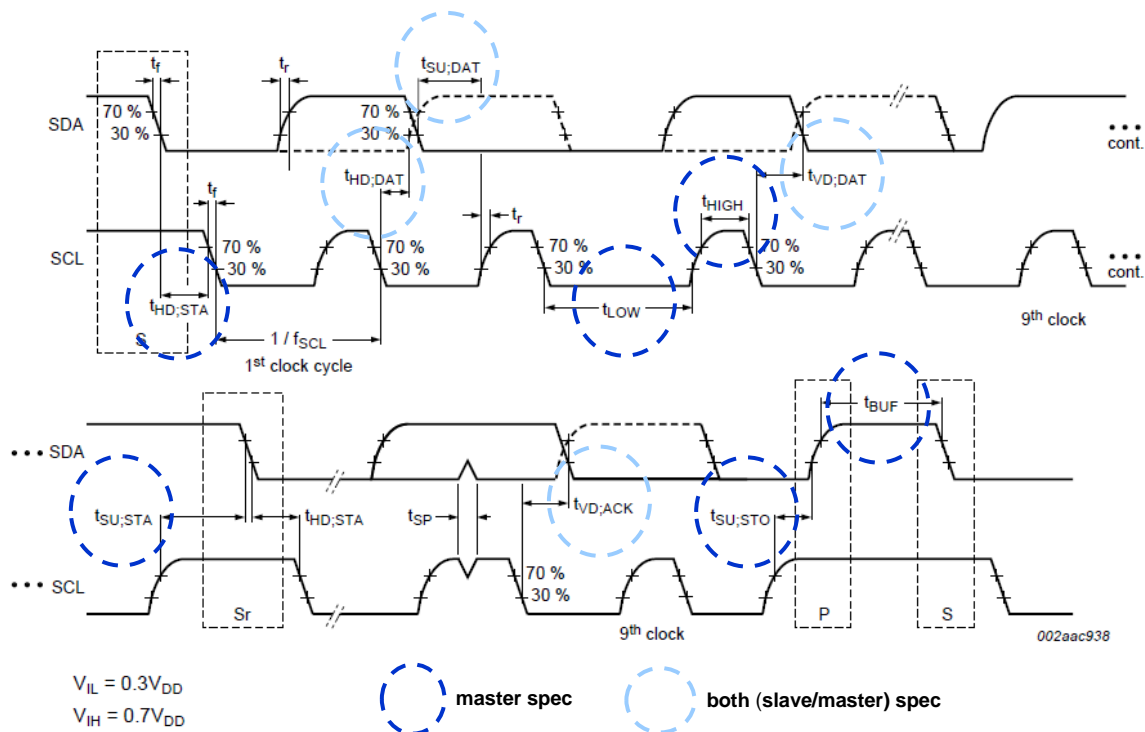 tf
tr
tSU;DAT
SDA
70 %
30 %
70 %
30 %
cont.
tHD;DAT
tVD;DAT
tf
tr
tHIGH
SCL
70 %
30 %
70 %
30 %
70 %
30 %
70 %
30 %
cont.
tHD;STA
tLOW
S
1 / fSCL
1st clock cycle
9th clock
tBUF
SDA
tSU;STA
tHD;STA
tSP
tVD;ACK
tSU;STO
SCL
70 %
30 %
Sr
9th clock
P
S
002aac938
VIL = 0.3VDD
VIH = 0.7VDD
master spec
both (slave/master) spec